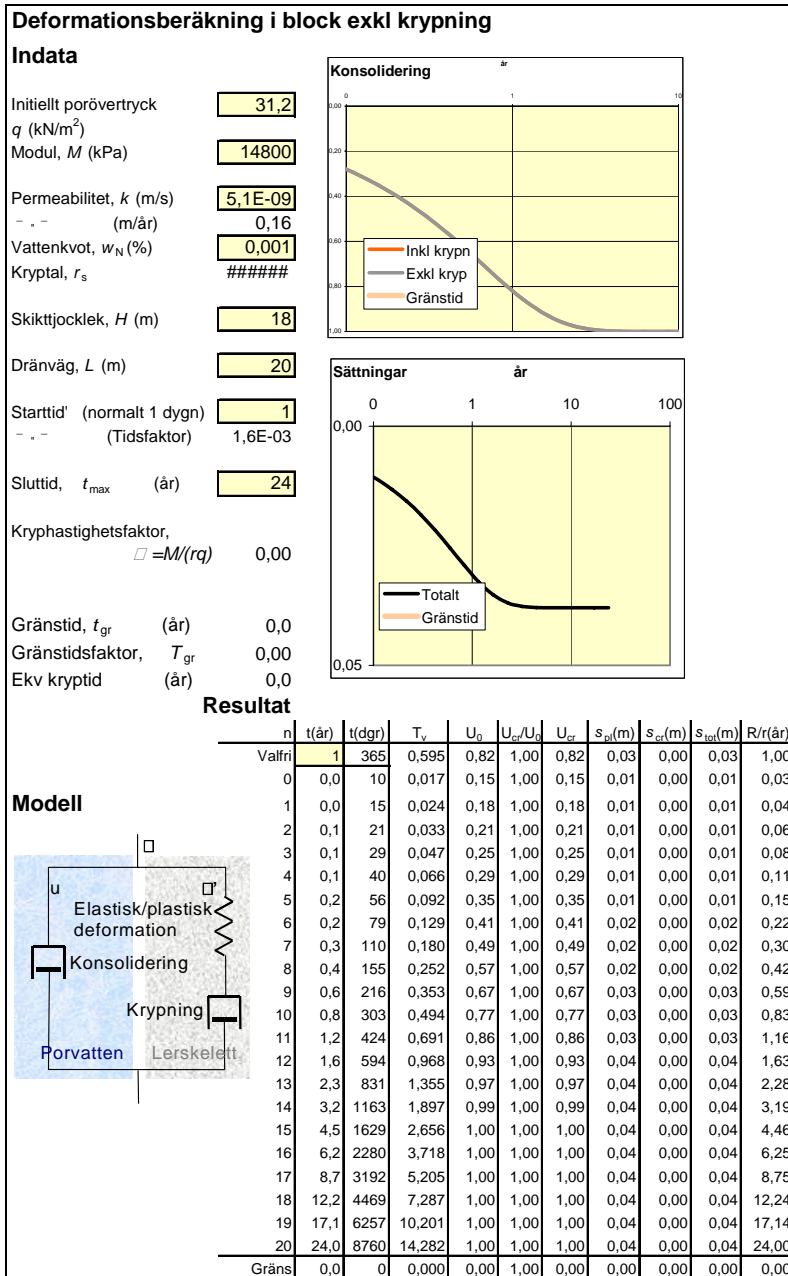 Deformationsberäkning i block exkl krypning
Indata
Initiellt porövertryck 31,2
q (kN/m²)
Modul, M (kPa) 14800
Permeabilitet, k (m/s) 5,1E-09
- „ - (m/år) 0,16
Vattenkvot, wN (%) 0,001
Kryptal, rs ######
Skikttjocklek, H (m) 18
Dränväg, L (m) 20
Starttid' (normalt 1 dygn) 1
- „ - (Tidsfaktor) 1,6E-03
Sluttid, tmax (år) 24
Kryphastighetsfaktor,
□ =M/(rq) 0,00
Gränstid, tgr (år) 0,0
Gränstidsfaktor, Tgr 0,00
Ekv kryptid (år) 0,0
Konsolidering år
0 1 10
0,00
0,20
0,40
0,60
0,80
1,00
Inkl krypn
Exkl kryp
Gränstid
Sättningar år
0 1 10 100
0,00
0,05
Totalt
Gränstid
Resultat
n t(år) t(dgr) Tv U0 Ucr/U0 Ucr spl(m) scr(m) stot(m) R/r(år)
Valfri 1 365 0,595 0,82 1,00 0,82 0,03 0,00 0,03 1,00
0 0,0 10 0,017 0,15 1,00 0,15 0,01 0,00 0,01 0,03
1 0,0 15 0,024 0,18 1,00 0,18 0,01 0,00 0,01 0,04
2 0,1 21 0,033 0,21 1,00 0,21 0,01 0,00 0,01 0,06
3 0,1 29 0,047 0,25 1,00 0,25 0,01 0,00 0,01 0,08
4 0,1 40 0,066 0,29 1,00 0,29 0,01 0,00 0,01 0,11
5 0,2 56 0,092 0,35 1,00 0,35 0,01 0,00 0,01 0,15
6 0,2 79 0,129 0,41 1,00 0,41 0,02 0,00 0,02 0,22
7 0,3 110 0,180 0,49 1,00 0,49 0,02 0,00 0,02 0,30
8 0,4 155 0,252 0,57 1,00 0,57 0,02 0,00 0,02 0,42
9 0,6 216 0,353 0,67 1,00 0,67 0,03 0,00 0,03 0,59
10 0,8 303 0,494 0,77 1,00 0,77 0,03 0,00 0,03 0,83
11 1,2 424 0,691 0,86 1,00 0,86 0,03 0,00 0,03 1,16
12 1,6 594 0,968 0,93 1,00 0,93 0,04 0,00 0,04 1,63
13 2,3 831 1,355 0,97 1,00 0,97 0,04 0,00 0,04 2,28
14 3,2 1163 1,897 0,99 1,00 0,99 0,04 0,00 0,04 3,19
15 4,5 1629 2,656 1,00 1,00 1,00 0,04 0,00 0,04 4,46
16 6,2 2280 3,718 1,00 1,00 1,00 0,04 0,00 0,04 6,25
17 8,7 3192 5,205 1,00 1,00 1,00 0,04 0,00 0,04 8,75
18 12,2 4469 7,287 1,00 1,00 1,00 0,04 0,00 0,04 12,24
19 17,1 6257 10,201 1,00 1,00 1,00 0,04 0,00 0,04 17,14
20 24,0 8760 14,282 1,00 1,00 1,00 0,04 0,00 0,04 24,00
Gräns 0,0 0 0,000 0,00 1,00 0,00 0,00 0,00 0,00 0,00
Modell
□
u □'
Elastisk/plastisk
deformation
Konsolidering
Krypning
Porvatten Lerskelett